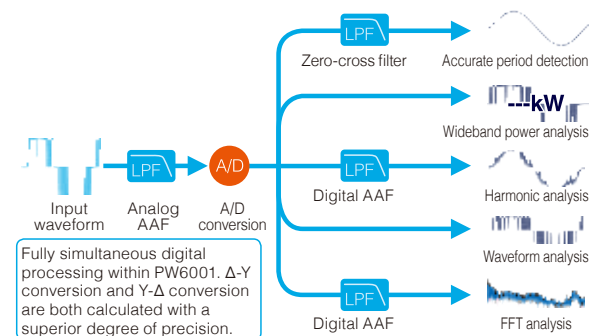 LPF
Zero-cross filter
Accurate period detection
---kW
Wideband power analysis
LPF
A/D
LPF
Input
waveform
Analog
AAF
A/D
conversion
Digital AAF
Harmonic analysis
Waveform analysis
Fully simultaneous digital
processing within PW6001. Δ-Y
conversion and Y-Δ conversion
are both calculated with a
superior degree of precision.
LPF
Digital AAF
FFT analysis